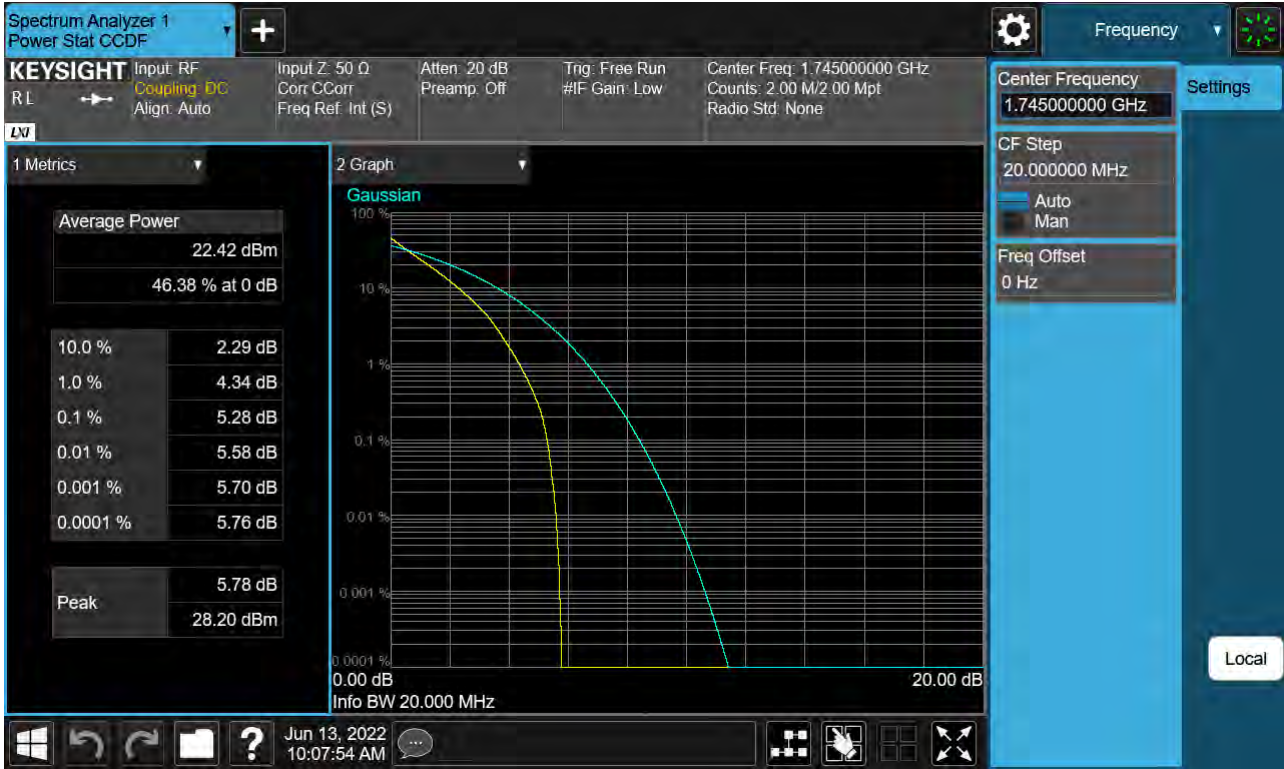 Spectrum Analyzer 1
Power Stat CCDF
Frequency
KEYSIGHT
R L
LXI
Input: RF
Coupling: DC
Align: Auto
Input Z: 50 Ω
Corr CCorr
Freq Ref: Int (S)
Atten: 20 dB
Preamp: Off
Trig: Free Run
#IF Gain: Low
Center Freq: 1.745000000 GHz
Counts: 2.00 M/2.00 Mpt
Radio Std: None
Center Frequency
1.745000000 GHz
Settings
CF Step
20.000000 MHz
Auto
Man
Freq Offset
0 Hz
Local
1 Metrics
Average Power
22.42 dBm
46.38 % at 0 dB
10.0 % 2.29 dB
1.0 % 4.34 dB
0.1 % 5.28 dB
0.01 % 5.58 dB
0.001 % 5.70 dB
0.0001 % 5.76 dB
Peak
5.78 dB
28.20 dBm
2 Graph
Gaussian
100 %
10 %
1 %
0.1 %
0.01 %
0.001 %
0.0001 %
0.00 dB 20.00 dB
Info BW 20.000 MHz
?
Jun 13, 2022
10:07:54 AM